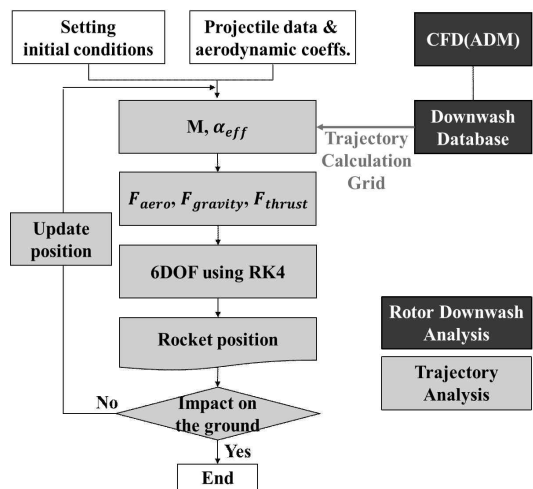 Setting
initial conditions
Projectile data &
aerodynamic coeffs.
CFD(ADM)
Downwash
Database
M, α_eff
Trajectory
Calculation
Grid
F_aero, F_gravity, F_thrust
Update
position
6DOF using RK4
Rocket position
Rotor Downwash
Analysis
Trajectory
Analysis
No
Impact on
the ground
Yes
End